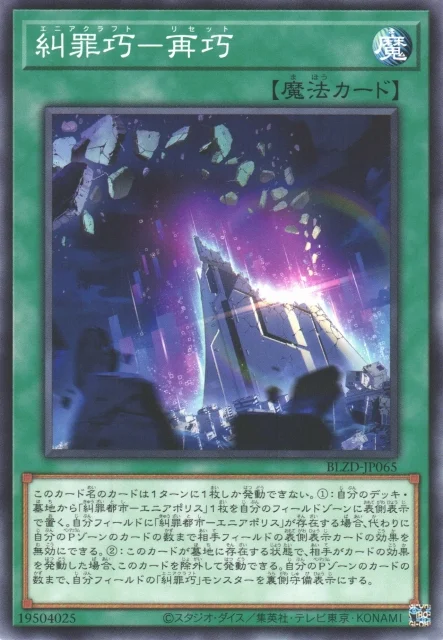 エニアクラフト リセット
糾罪巧－再巧
魔
まほう
【魔法カード】
BLZD-JP065
このカード名のカードは1ターンに1枚しか発動できない。①：自分のデッキ・
墓地から「糾罪都市－エニアポリス」1枚を自分のフィールドゾーンに表側表示
で置く。自分フィールドに「糾罪都市－エニアポリス」が存在する場合、代わりに
自分のPゾーンのカードの数まで相手フィールドの表側表示カードの効果を
無効にできる。②：このカードが墓地に存在する状態で、相手がカードの効果
を発動した場合、このカードを除外して発動できる。自分のPゾーンのカードの
数まで、自分フィールドの「糾罪巧」モンスターを裏側守備表示にする。
19504025
©スタジオ・ダイス／集英社・テレビ東京・KONAMI